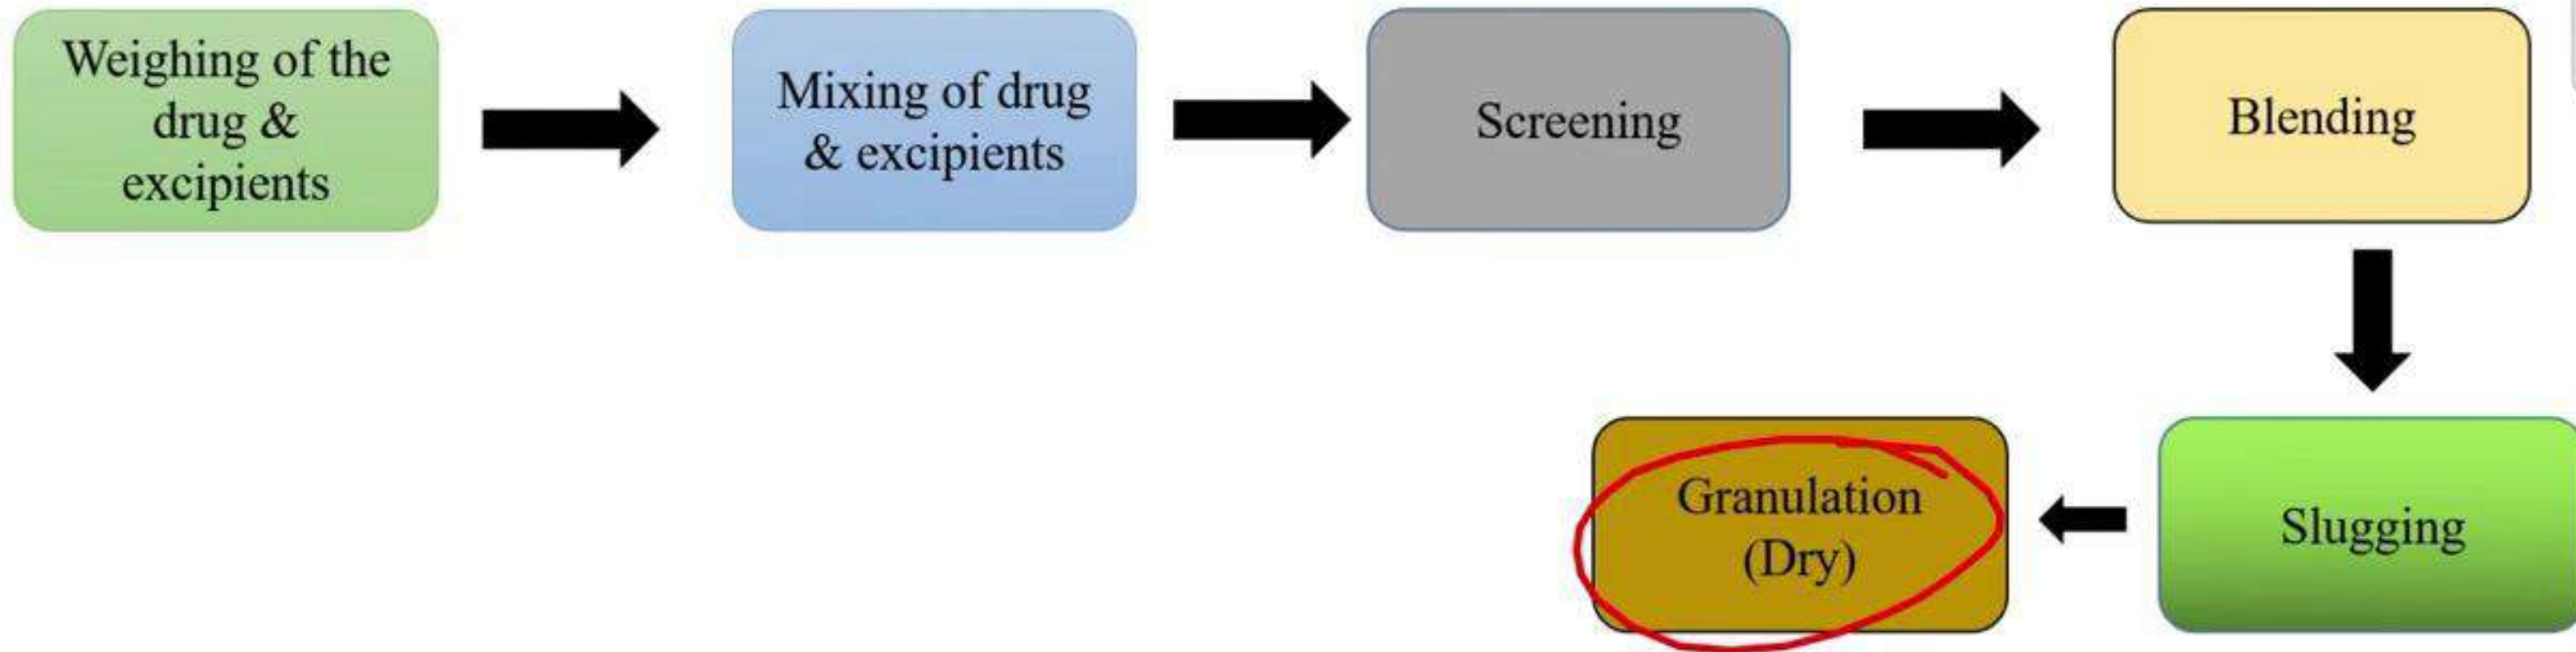 Weighing of the
drug &
excipients
Mixing of drug
& excipients
Screening
Blending
Slugging
Granulation
(Dry)